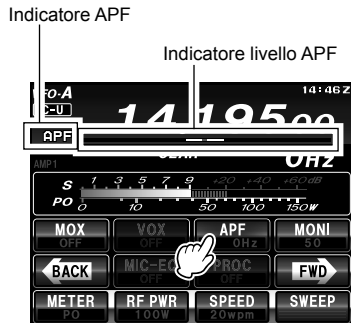 Indicatore APF
Indicatore livello APF
VFO-A
14:46Z
C-U
14.195.00
APF
AMP1
0Hz
S 1 3 5 7 9 +20 +40 +60dB
PO 0 10 50 100 150W
MOX OFF
VOX OFF
APF 0Hz
MONI 50
BACK
MIC-EQ
PROC OFF
FWD
METER PO
RF PWR 100W
SPEED 20wpm
SWEEP